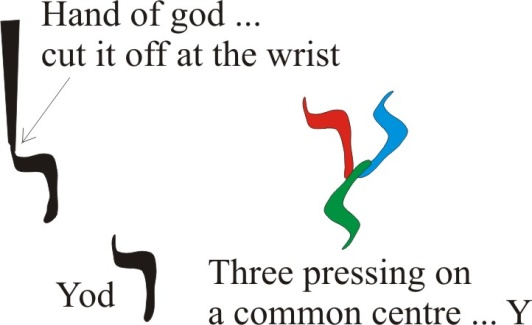 Hand of god ...
cut it off at the wrist
Yod
Three pressing on
a common centre ... Y